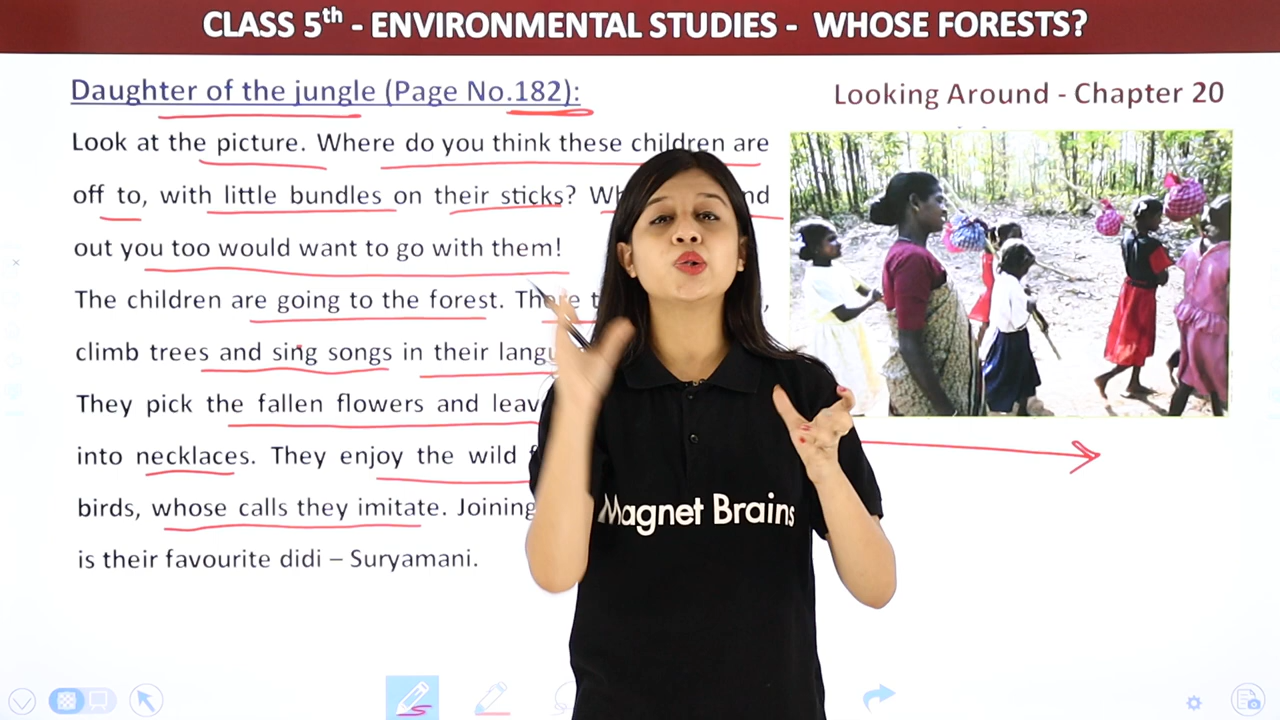 CLASS 5th - ENVIRONMENTAL STUDIES - WHOSE FORESTS?
Daughter of the jungle (Page No.182):
Looking Around - Chapter 20
Look at the picture. Where do you think these children are
off to, with little bundles on their sticks?
out you too would want to go with them!
The children are going to the forest.
climb trees and sing songs in their
They pick the fallen flowers and
into necklaces. They enjoy the wild
birds, whose calls they imitate. Joining
is their favourite didi – Suryamani.
Magnet Brains